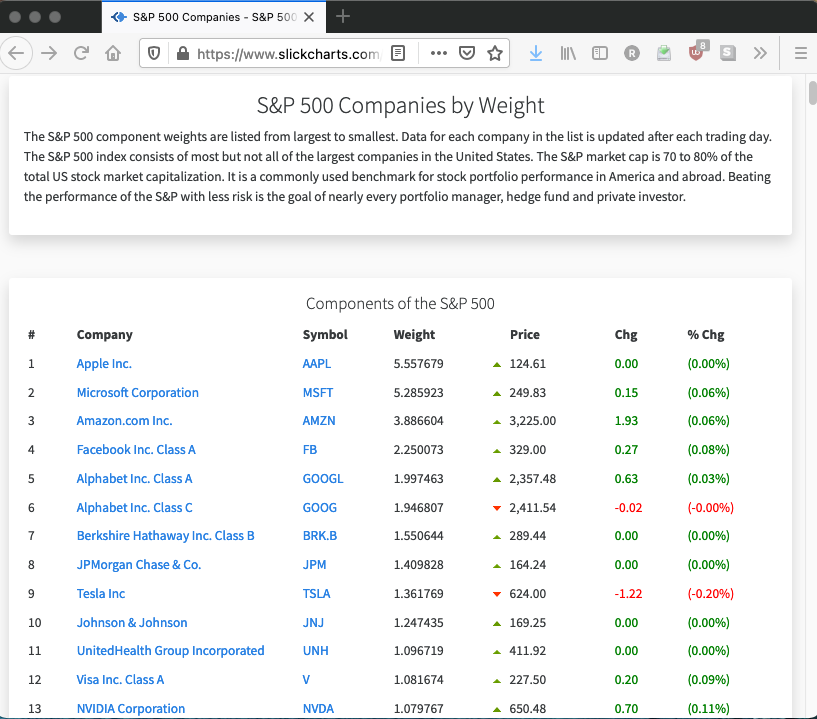 S&P 500 Companies - S&P 500
https://www.slickcharts.com
8
S&P 500 Companies by Weight
The S&P 500 component weights are listed from largest to smallest. Data for each company in the list is updated after each trading day.
The S&P 500 index consists of most but not all of the largest companies in the United States. The S&P market cap is 70 to 80% of the
total US stock market capitalization. It is a commonly used benchmark for stock portfolio performance in America and abroad. Beating
the performance of the S&P with less risk is the goal of nearly every portfolio manager, hedge fund and private investor.
Components of the S&P 500
# Company Symbol Weight Price Chg % Chg
1 Apple Inc. AAPL 5.557679 124.61 0.00 (0.00%)
2 Microsoft Corporation MSFT 5.285923 249.83 0.15 (0.06%)
3 Amazon.com Inc. AMZN 3.886604 3,225.00 1.93 (0.06%)
4 Facebook Inc. Class A FB 2.250073 329.00 0.27 (0.08%)
5 Alphabet Inc. Class A GOOGL 1.997463 2,357.48 0.63 (0.03%)
6 Alphabet Inc. Class C GOOG 1.946807 2,411.54 -0.02 (-0.00%)
7 Berkshire Hathaway Inc. Class B BRK.B 1.550644 289.44 0.00 (0.00%)
8 JPMorgan Chase & Co. JPM 1.409828 164.24 0.00 (0.00%)
9 Tesla Inc TSLA 1.361769 624.00 -1.22 (-0.20%)
10 Johnson & Johnson JNJ 1.247435 169.25 0.00 (0.00%)
11 UnitedHealth Group Incorporated UNH 1.096719 411.92 0.00 (0.00%)
12 Visa Inc. Class A V 1.081674 227.50 0.20 (0.09%)
13 NVIDIA Corporation NVDA 1.079767 650.48 0.70 (0.11%)